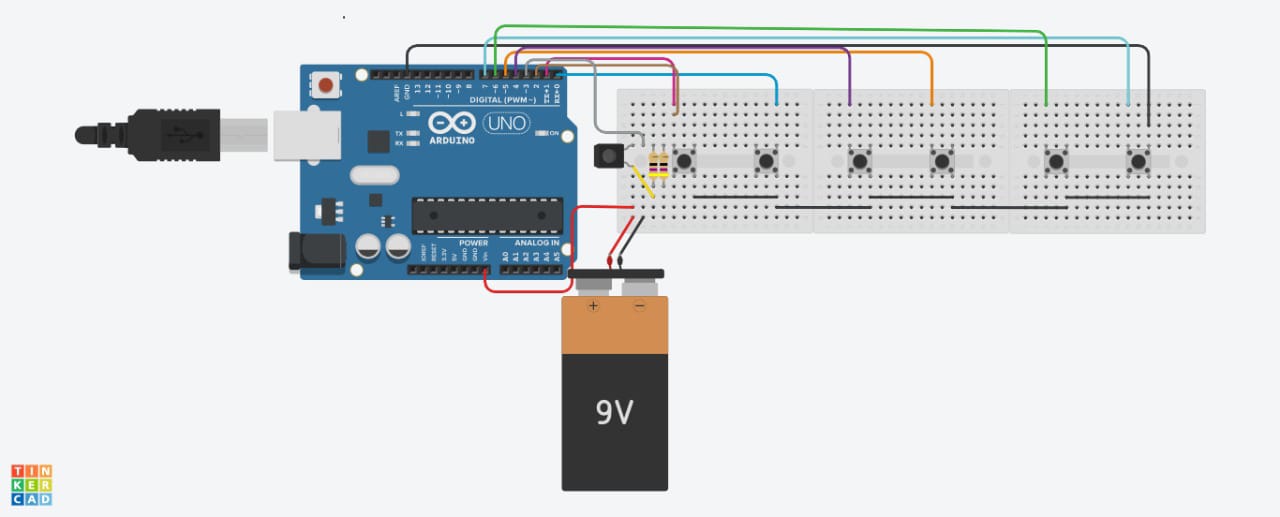 AREF
GND
13
12
~11
~10
~9
8
7
~6
~5
4
~3
2
TX→1
RX←0
DIGITAL (PWM~)
L
TX
RX
ARDUINO
UNO
ON
POWER
ANALOG IN
IOREF
RESET
3.3V
5V
GND
GND
Vin
A0
A1
A2
A3
A4
A5
+
−
9V
TIN
KER
CAD